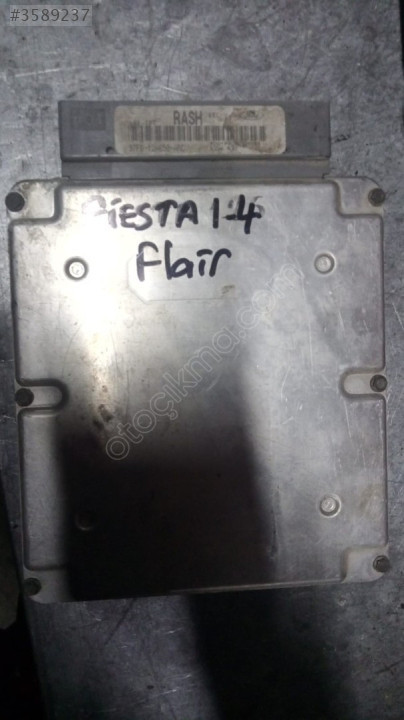 #3589237
RASH
FIESTA 1.4
Flair
otoçıkma.com